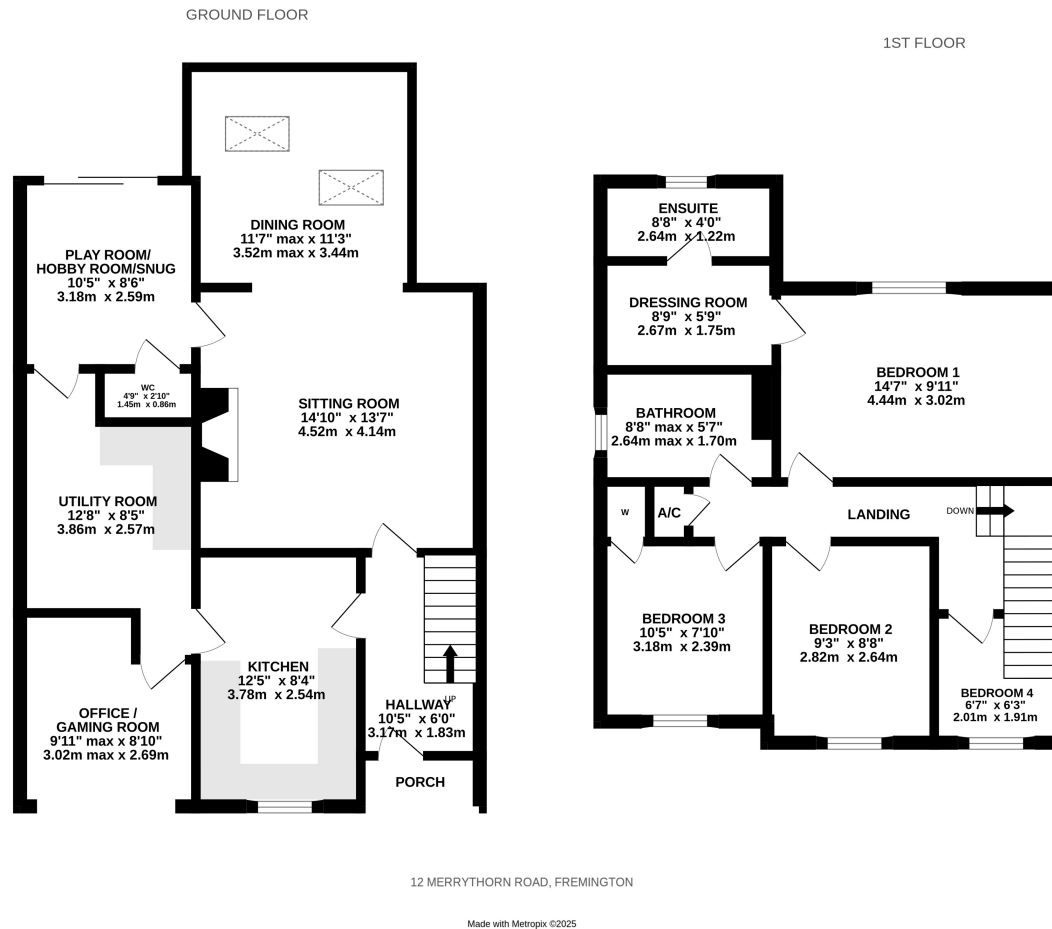 GROUND FLOOR
DINING ROOM
11'7" max x 11'3"
3.52m max x 3.44m
PLAY ROOM/
HOBBY ROOM/SNUG
10'5" x 8'6"
3.18m x 2.59m
WC
4'9" x 2'10"
1.45m x 0.86m
SITTING ROOM
14'10" x 13'7"
4.52m x 4.14m
UTILITY ROOM
12'8" x 8'5"
3.86m x 2.57m
KITCHEN
12'5" x 8'4"
3.78m x 2.54m
UP
HALLWAY
10'5" x 6'0"
3.17m x 1.83m
OFFICE /
GAMING ROOM
9'11" max x 8'10"
3.02m max x 2.69m
PORCH
1ST FLOOR
ENSUITE
8'8" x 4'0"
2.64m x 1.22m
DRESSING ROOM
8'9" x 5'9"
2.67m x 1.75m
BEDROOM 1
14'7" x 9'11"
4.44m x 3.02m
BATHROOM
8'8" max x 5'7"
2.64m max x 1.70m
W
A/C
LANDING
DOWN
BEDROOM 3
10'5" x 7'10"
3.18m x 2.39m
BEDROOM 2
9'3" x 8'8"
2.82m x 2.64m
BEDROOM 4
6'7" x 6'3"
2.01m x 1.91m
12 MERRYTHORN ROAD, FREMINGTON
Made with Metropix ©2025